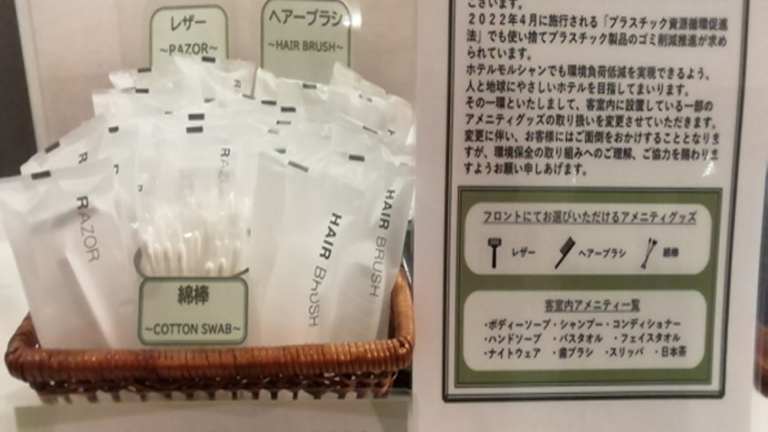 レザー
~RAZOR~
ヘアーブラシ
~HAIR BRUSH~
RAZOR
RAZOR
HAIR BRUSH
HAIR BRUSH
綿棒
~COTTON SWAB~
ございます。
2022年4月に施行される「プラスチック資源循環促進
法」でも使い捨てプラスチック製品のゴミ削減推進が求め
られています。
ホテルモルシャンでも環境負荷低減を実現できるよう、
人と地球にやさしいホテルを目指してまいります。
その一環といたしまして、客室内に設置している一部の
アメニティグッズの取り扱いを変更させていただきます。
変更に伴い、お客様にはご面倒をおかけすることとなりま
すが、環境保全の取り組みへのご理解、ご協力を賜わりま
すようお願い申しあげます。
フロントにてお選びいただけるアメニティグッズ
レザー ヘアーブラシ 綿棒
客室内アメニティ一覧
・ボディーソープ・シャンプー・コンディショナー
・ハンドソープ ・バスタオル ・フェイスタオル
・ナイトウェア ・歯ブラシ ・スリッパ ・日本茶